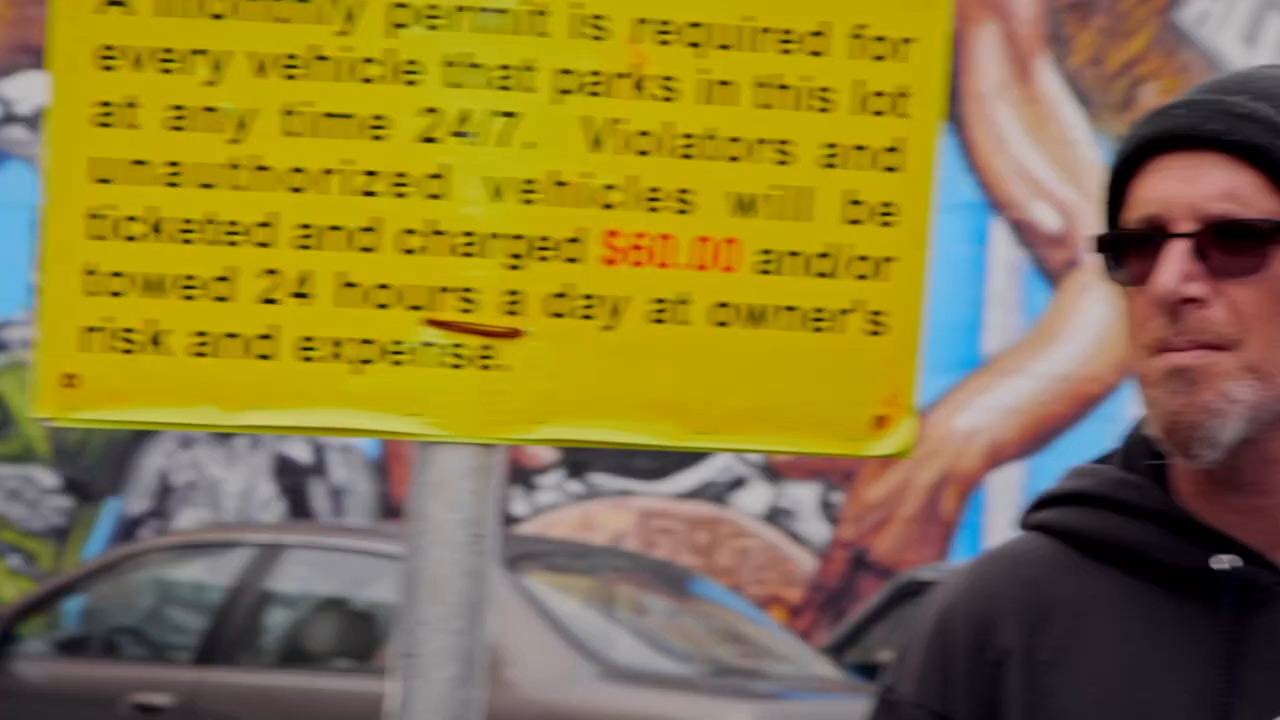 A monthly permit is required for
every vehicle that parks in this lot
at any time 24/7. Violators and
unauthorized vehicles will be
ticketed and charged $60.00 and/or
towed 24 hours a day at owner's
risk and expense.